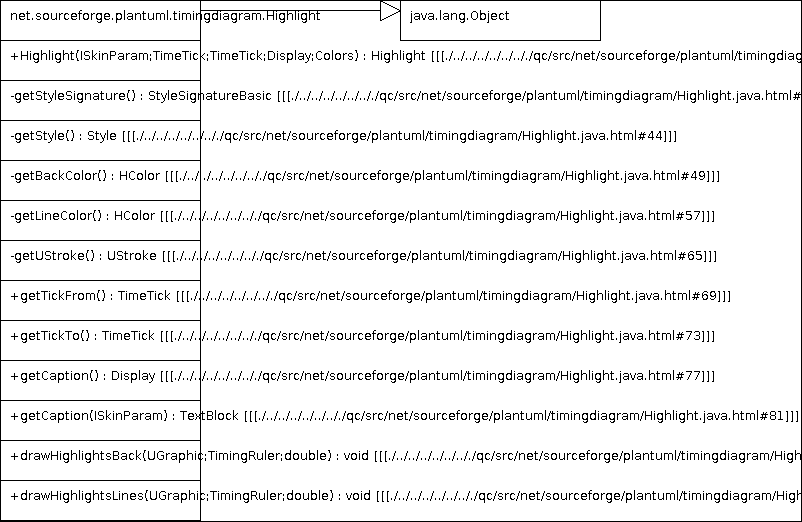 net.sourceforge.plantuml.timingdiagram.Highlight
java.lang.Object
+Highlight(ISkinParam;TimeTick;TimeTick;Display;Colors) : Highlight [[[./../../../../../../qc/src/net/sourceforge/plantuml/timingdiag
-getStyleSignature() : StyleSignatureBasic [[[./../../../../../../qc/src/net/sourceforge/plantuml/timingdiagram/Highlight.java.html#
-getStyle() : Style [[[./../../../../../../qc/src/net/sourceforge/plantuml/timingdiagram/Highlight.java.html#44]]]
-getBackColor() : HColor [[[./../../../../../../qc/src/net/sourceforge/plantuml/timingdiagram/Highlight.java.html#49]]]
-getLineColor() : HColor [[[./../../../../../../qc/src/net/sourceforge/plantuml/timingdiagram/Highlight.java.html#57]]]
-getUStroke() : UStroke [[[./../../../../../../qc/src/net/sourceforge/plantuml/timingdiagram/Highlight.java.html#65]]]
+getTickFrom() : TimeTick [[[./../../../../../../qc/src/net/sourceforge/plantuml/timingdiagram/Highlight.java.html#69]]]
+getTickTo() : TimeTick [[[./../../../../../../qc/src/net/sourceforge/plantuml/timingdiagram/Highlight.java.html#73]]]
+getCaption() : Display [[[./../../../../../../qc/src/net/sourceforge/plantuml/timingdiagram/Highlight.java.html#77]]]
+getCaption(ISkinParam) : TextBlock [[[./../../../../../../qc/src/net/sourceforge/plantuml/timingdiagram/Highlight.java.html#81]]]
+drawHighlightsBack(UGraphic;TimingRuler;double) : void [[[./../../../../../../qc/src/net/sourceforge/plantuml/timingdiagram/High
+drawHighlightsLines(UGraphic;TimingRuler;double) : void [[[./../../../../../../qc/src/net/sourceforge/plantuml/timingdiagram/High